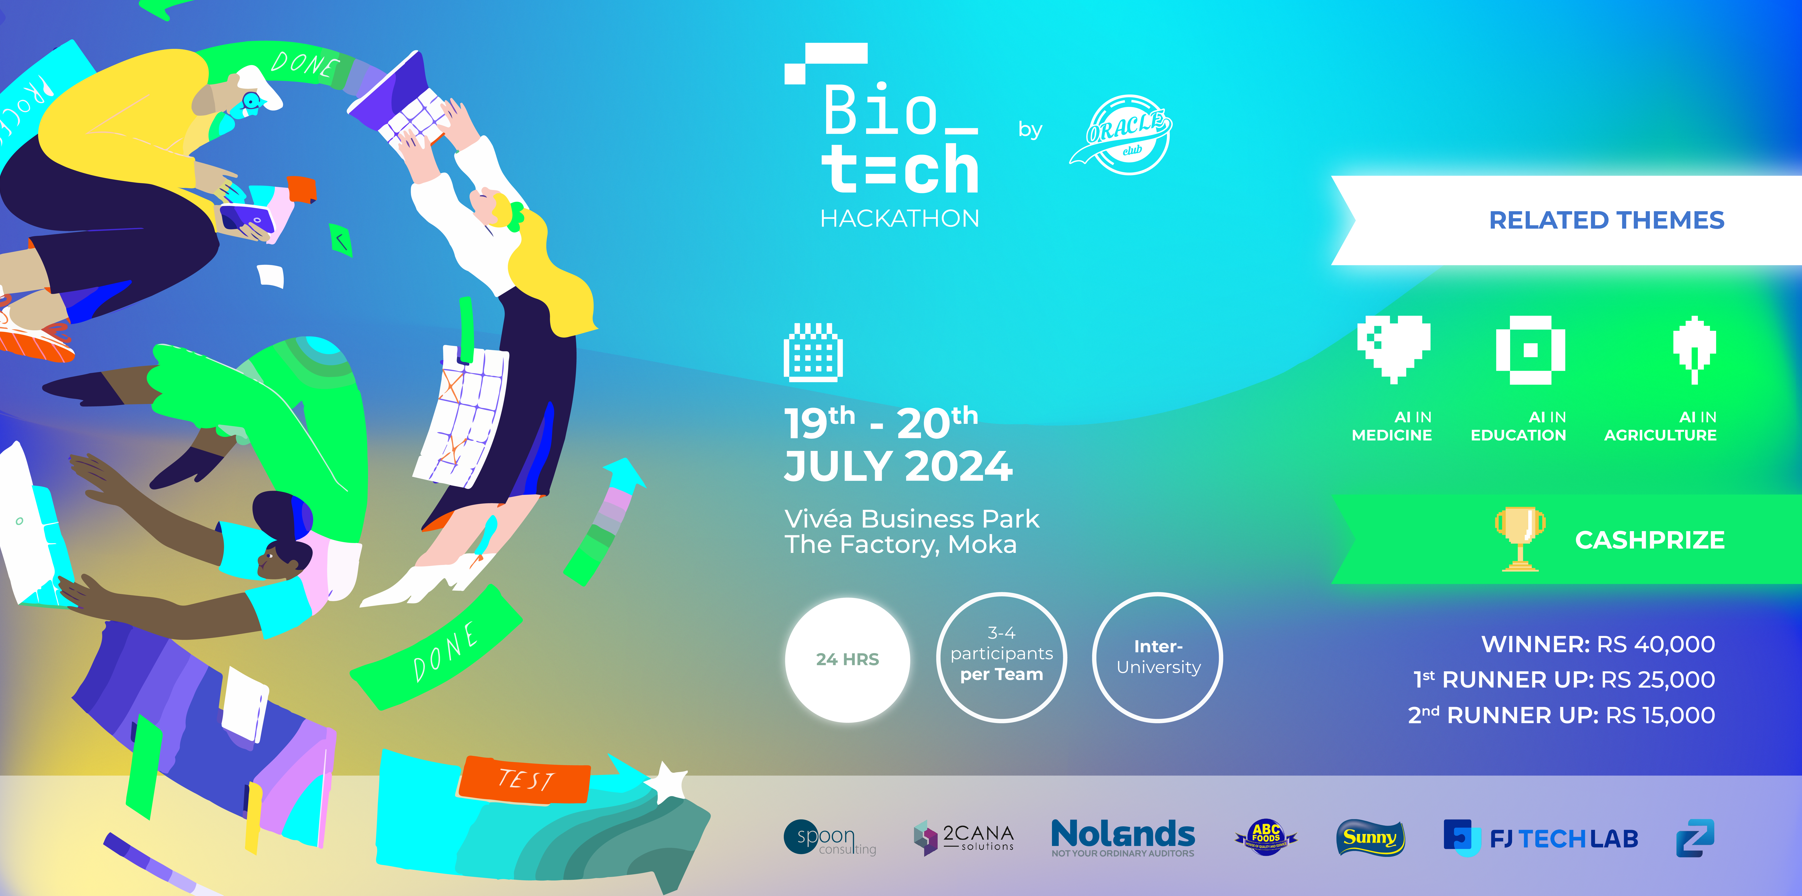 PROCE
DONE
Bio_
t=ch
HACKATHON
by
ORACLE
club
19th - 20th
JULY 2024
Vivéa Business Park
The Factory, Moka
24 HRS
3-4
participants
per Team
Inter-
University
RELATED THEMES
AI IN
MEDICINE
AI IN
EDUCATION
AI IN
AGRICULTURE
CASHPRIZE
WINNER: RS 40,000
1st RUNNER UP: RS 25,000
2nd RUNNER UP: RS 15,000
DONE
TEST
spoon
consulting
2CANA
solutions
Nolands
NOT YOUR ORDINARY AUDITORS
ABC
FOODS
Sunny
FJ TECH LAB